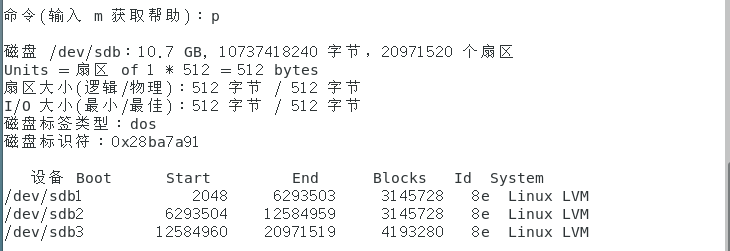 命令(输入 m 获取帮助)：p
磁盘 /dev/sdb：10.7 GB, 10737418240 字节，20971520 个扇区
Units = 扇区 of 1 * 512 = 512 bytes
扇区大小(逻辑/物理)：512 字节 / 512 字节
I/O 大小(最小/最佳)：512 字节 / 512 字节
磁盘标签类型：dos
磁盘标识符：0x28ba7a91
设备 Boot      Start         End      Blocks   Id  System
/dev/sdb1            2048     6293503     3145728   8e  Linux LVM
/dev/sdb2         6293504    12584959     3145728   8e  Linux LVM
/dev/sdb3        12584960    20971519     4193280   8e  Linux LVM